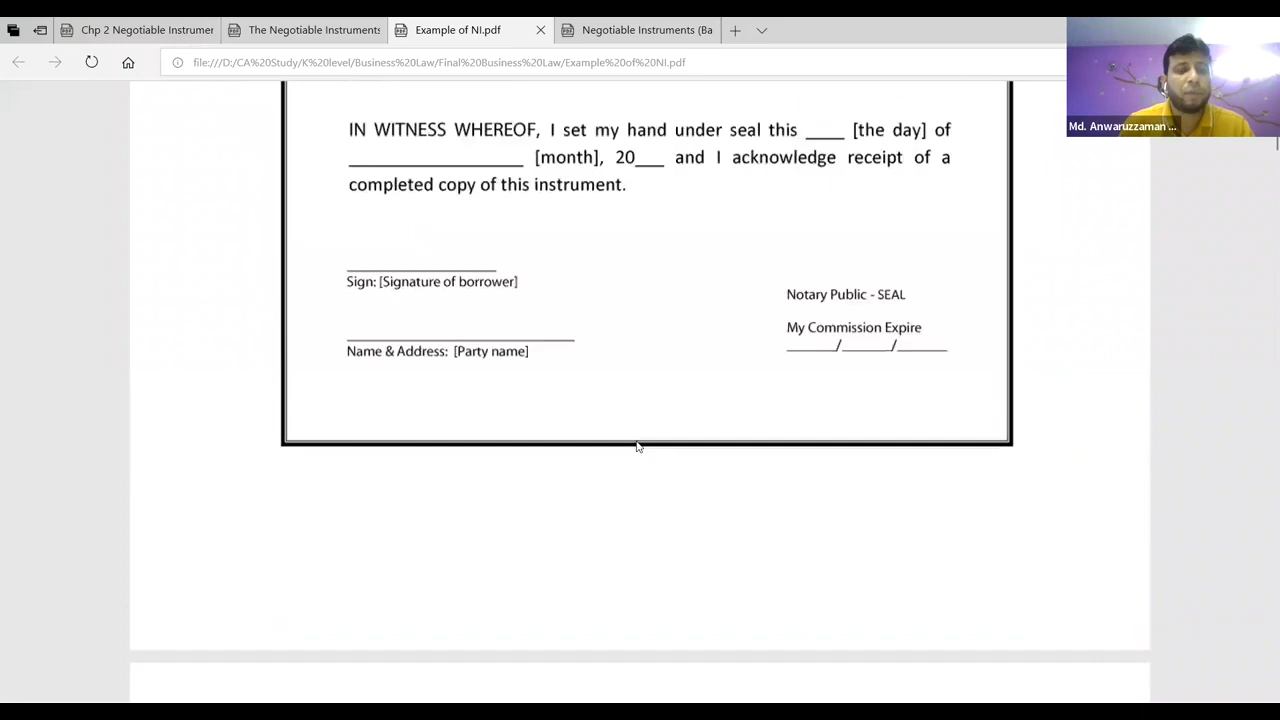 Chp 2 Negotiable Instrumer
The Negotiable Instruments
Example of NI.pdf
Negotiable Instruments (Ba
file:///D:/CA%20Study/K%20level/Business%20Law/Final%20Business%20Law/Example%20of%20NI.pdf
Md. Anwaruzzaman ...
IN WITNESS WHEREOF, I set my hand under seal this ____ [the day] of
__________________ [month], 20___ and I acknowledge receipt of a
completed copy of this instrument.
Sign: [Signature of borrower]
Notary Public - SEAL
My Commission Expire
______/______/______
Name & Address: [Party name]